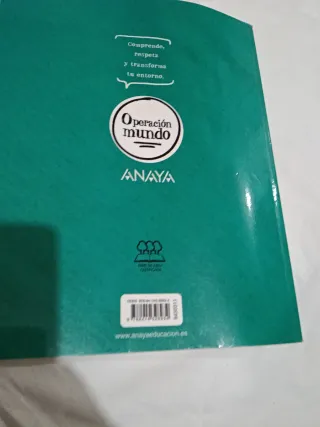 Comprende,
respeta
y transforma
tu entorno.
Operación
mundo
ANAYA
www.anayaeducacion.es